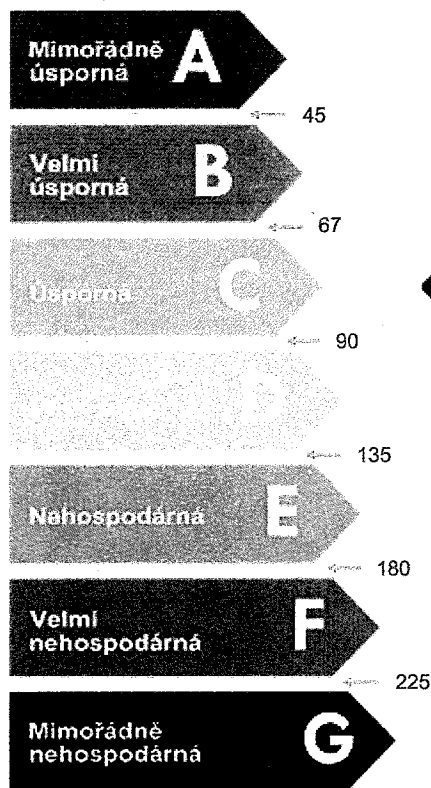 Mimořádně
úsporná A
45
Velmi
úsporná B
67
Úsporná C
90
D
135
Nehospodárná E
180
Velmi
nehospodárná F
225
Mimořádně
nehospodárná G